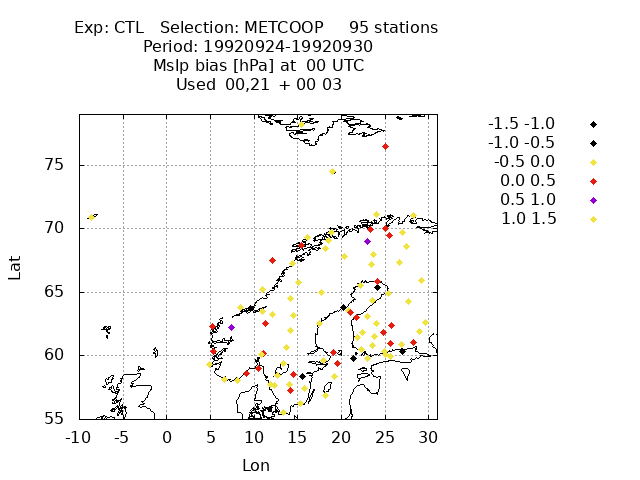 Exp: CTL   Selection: METCOOP     95 stations
Period: 19920924-19920930
Mslp bias [hPa] at  00 UTC
Used  00,21  + 00 03
-1.5 -1.0
-1.0 -0.5
-0.5 0.0
0.0 0.5
0.5 1.0
1.0 1.5
75
70
65
60
55
Lat
-10 -5 0 5 10 15 20 25 30
Lon